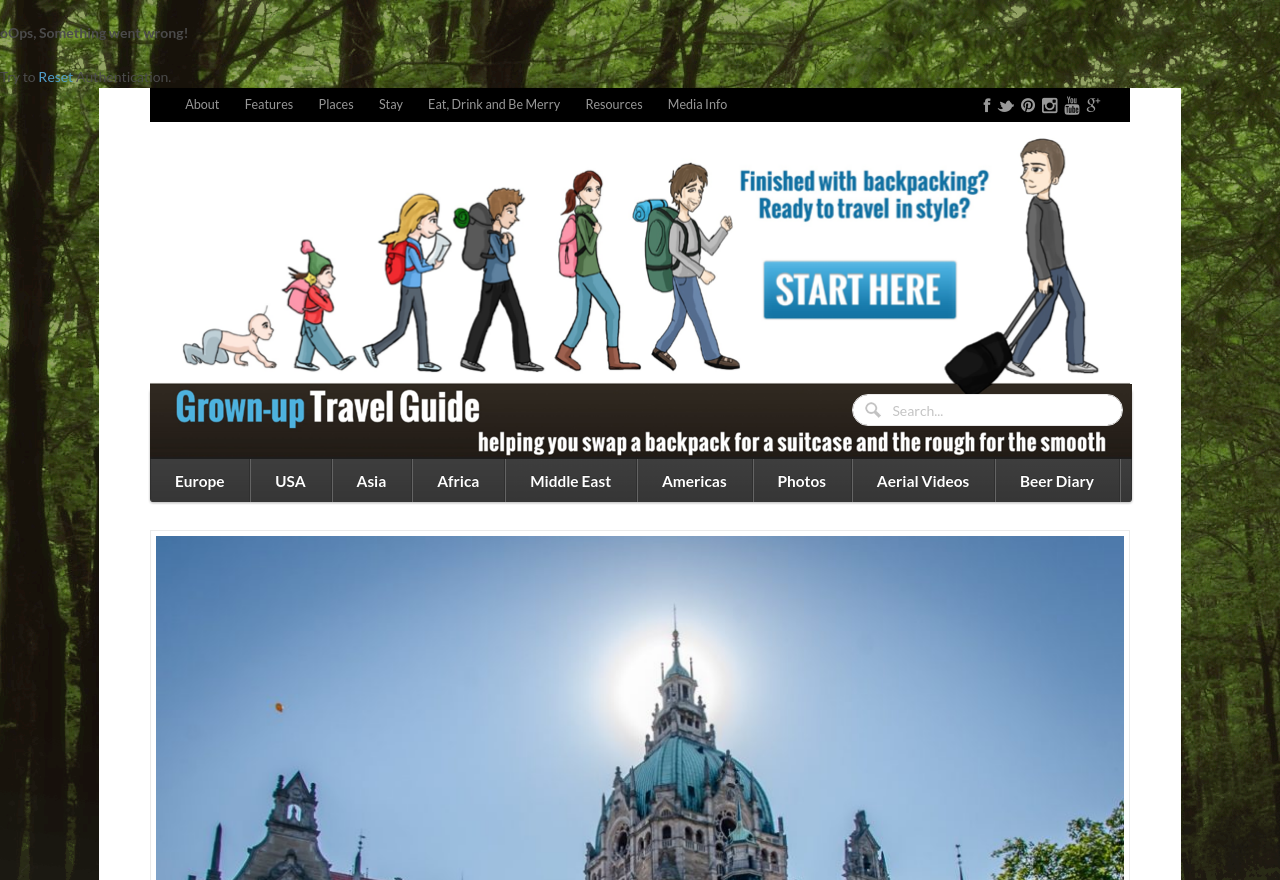 oOps, Something went wrong!
Try to Reset Authentication.
About Features Places Stay Eat, Drink and Be Merry Resources Media Info
You Tube
Finished with backpacking?
Ready to travel in style?
START HERE
Grown-up Travel Guide
Search...
helping you swap a backpack for a suitcase and the rough for the smooth
Europe USA Asia Africa Middle East Americas Photos Aerial Videos Beer Diary